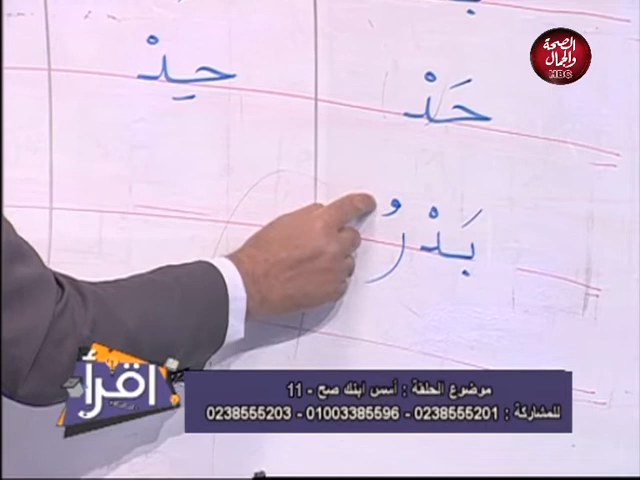 الصحة
والجمال
HBC
حَدْ
حِدْ
بَدْرُ
اقرأ
موضوع الحلقة : أسس ابنك صح - 11
للمشاركة : 0238555201 - 01003385596 - 0238555203